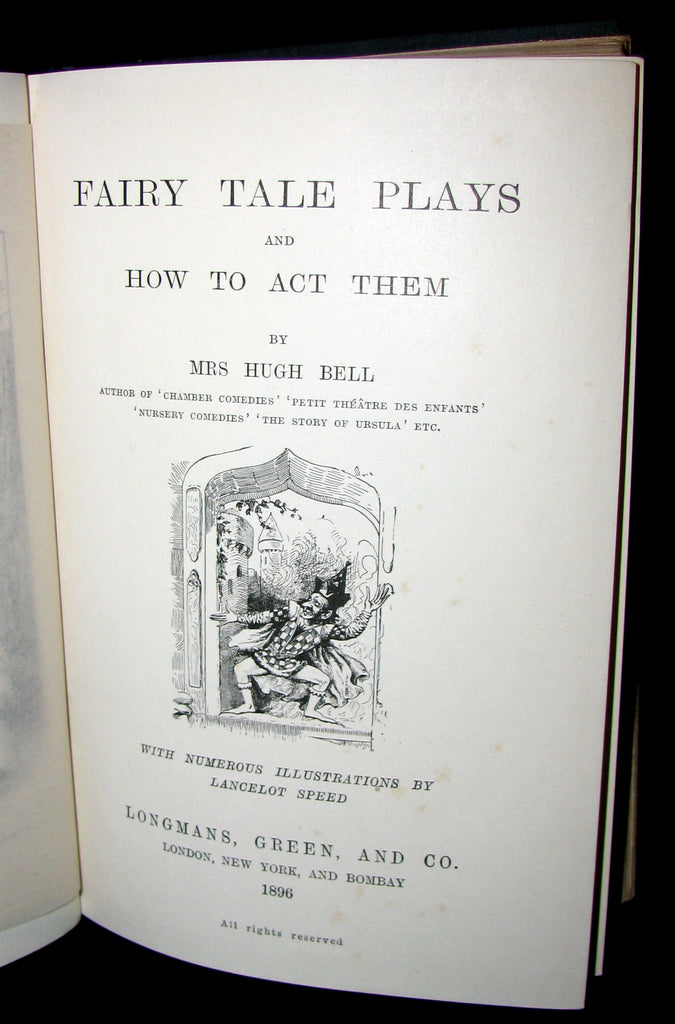 FAIRY TALE PLAYS
AND
HOW TO ACT THEM
BY
MRS HUGH BELL
AUTHOR OF 'CHAMBER COMEDIES' 'PETIT THÉÂTRE DES ENFANTS'
'NURSERY COMEDIES' 'THE STORY OF URSULA' ETC.
WITH NUMEROUS ILLUSTRATIONS BY
LANCELOT SPEED
LONGMANS, GREEN, AND CO.
LONDON, NEW YORK, AND BOMBAY
1896
All rights reserved